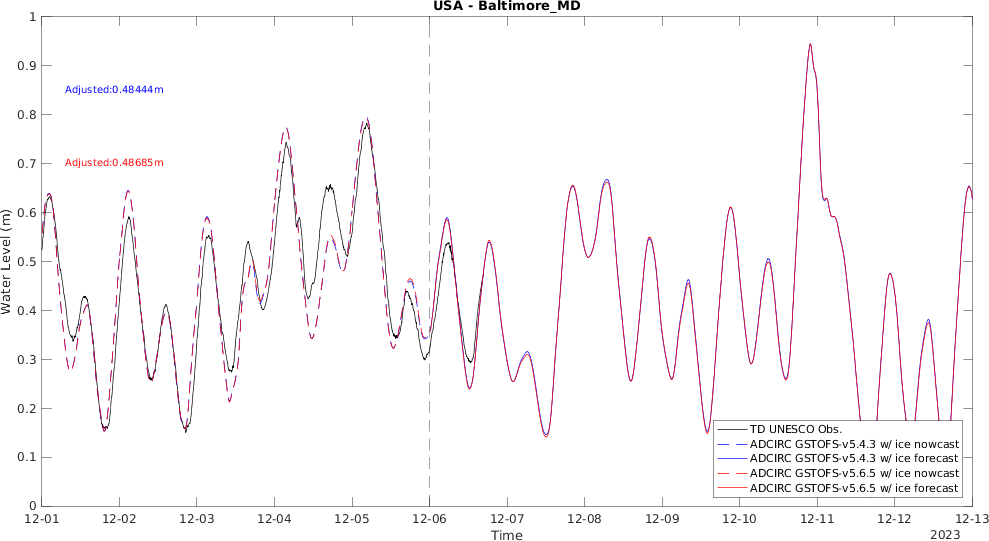 USA - Baltimore_MD
1
0.9
0.8
0.7
0.6
0.5
0.4
0.3
0.2
0.1
0
Water Level (m)
Adjusted:0.48444m
Adjusted:0.48685m
TD UNESCO Obs.
ADCIRC GSTOFS-v5.4.3 w/ ice nowcast
ADCIRC GSTOFS-v5.4.3 w/ ice forecast
ADCIRC GSTOFS-v5.6.5 w/ ice nowcast
ADCIRC GSTOFS-v5.6.5 w/ ice forecast
12-01 12-02 12-03 12-04 12-05 12-06 12-07 12-08 12-09 12-10 12-11 12-12 12-13
Time
2023